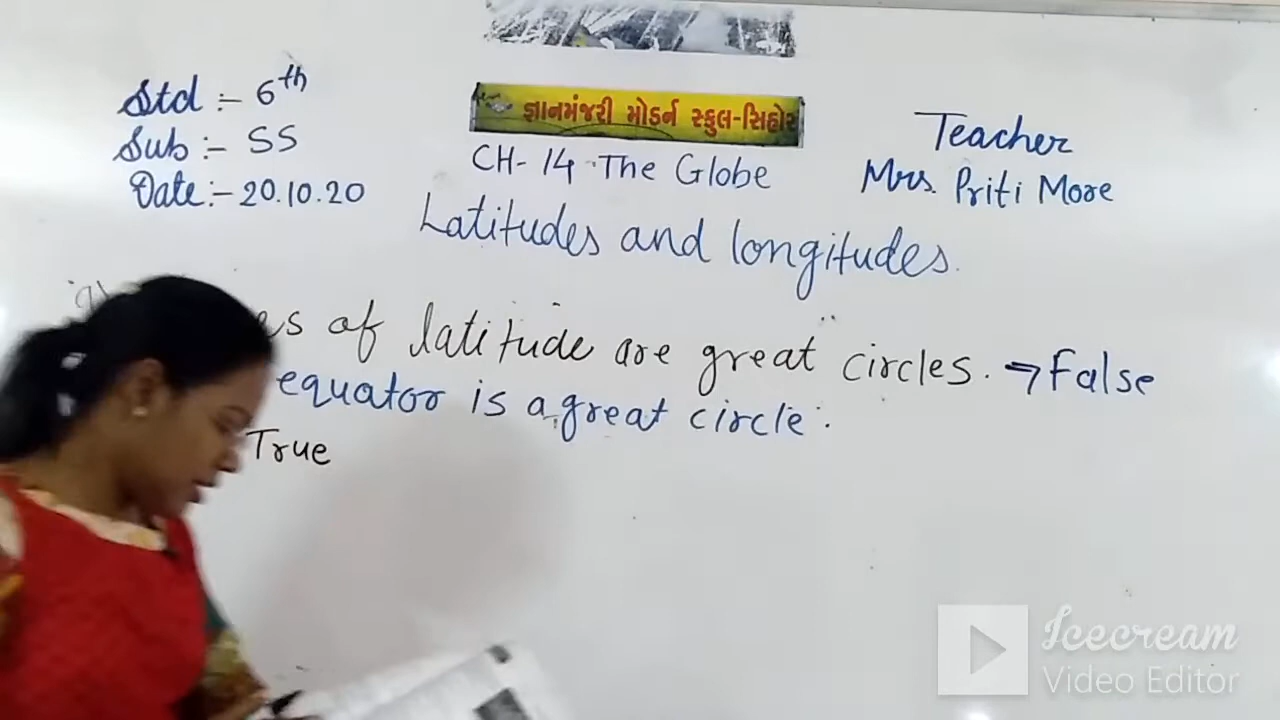 Std :- 6th
Sub :- SS
Date :- 20.10.20
જ્ઞાનમંજરી મોડર્ન સ્કુલ-સિહોર
CH- 14 The Globe
Teacher
Mrs. Priti More
Latitudes and longitudes.
of latitude are great circles. → False
equator is a great circle.
True
Icecream
Video Editor